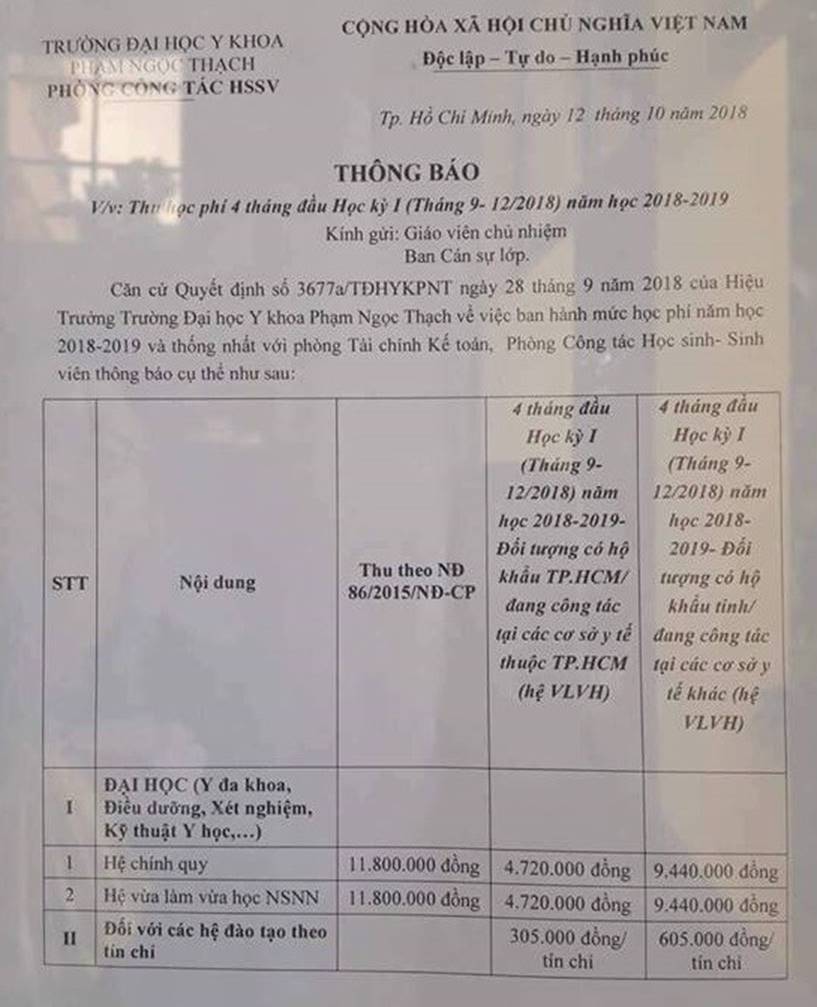 TRƯỜNG ĐẠI HỌC Y KHOA
PHẠM NGỌC THẠCH
PHÒNG CÔNG TÁC HSSV
CỘNG HÒA XÃ HỘI CHỦ NGHĨA VIỆT NAM
Độc lập – Tự do – Hạnh phúc
Tp. Hồ Chí Minh, ngày 12 tháng 10 năm 2018
THÔNG BÁO
V/v: Thu học phí 4 tháng đầu Học kỳ I (Tháng 9- 12/2018) năm học 2018-2019
Kính gửi: Giáo viên chủ nhiệm
Ban Cán sự lớp.
Căn cứ Quyết định số 3677a/TĐHYKPNT ngày 28 tháng 9 năm 2018 của Hiệu
Trưởng Trường Đại học Y khoa Phạm Ngọc Thạch về việc ban hành mức học phí năm học
2018-2019 và thống nhất với phòng Tài chính Kế toán, Phòng Công tác Học sinh- Sinh
viên thông báo cụ thể như sau:
STT
Nội dung
Thu theo NĐ
86/2015/NĐ-CP
4 tháng đầu
Học kỳ I
(Tháng 9-
12/2018) năm
học 2018-2019-
Đối tượng có hộ
khẩu TP.HCM/
đang công tác
tại các cơ sở y tế
thuộc TP.HCM
(hệ VLVH)
4 tháng đầu
Học kỳ I
(Tháng 9-
12/2018) năm
học 2018-
2019- Đối
tượng có hộ
khẩu tỉnh/
đang công tác
tại các cơ sở y
tế khác (hệ
VLVH)
I
ĐẠI HỌC (Y đa khoa,
Điều dưỡng, Xét nghiệm,
Kỹ thuật Y học,...)
1 Hệ chính quy 11.800.000 đồng 4.720.000 đồng 9.440.000 đồng
2 Hệ vừa làm vừa học NSNN 11.800.000 đồng 4.720.000 đồng 9.440.000 đồng
II
Đối với các hệ đào tạo theo
tín chỉ
305.000 đồng/
tín chỉ
605.000 đồng/
tín chỉ